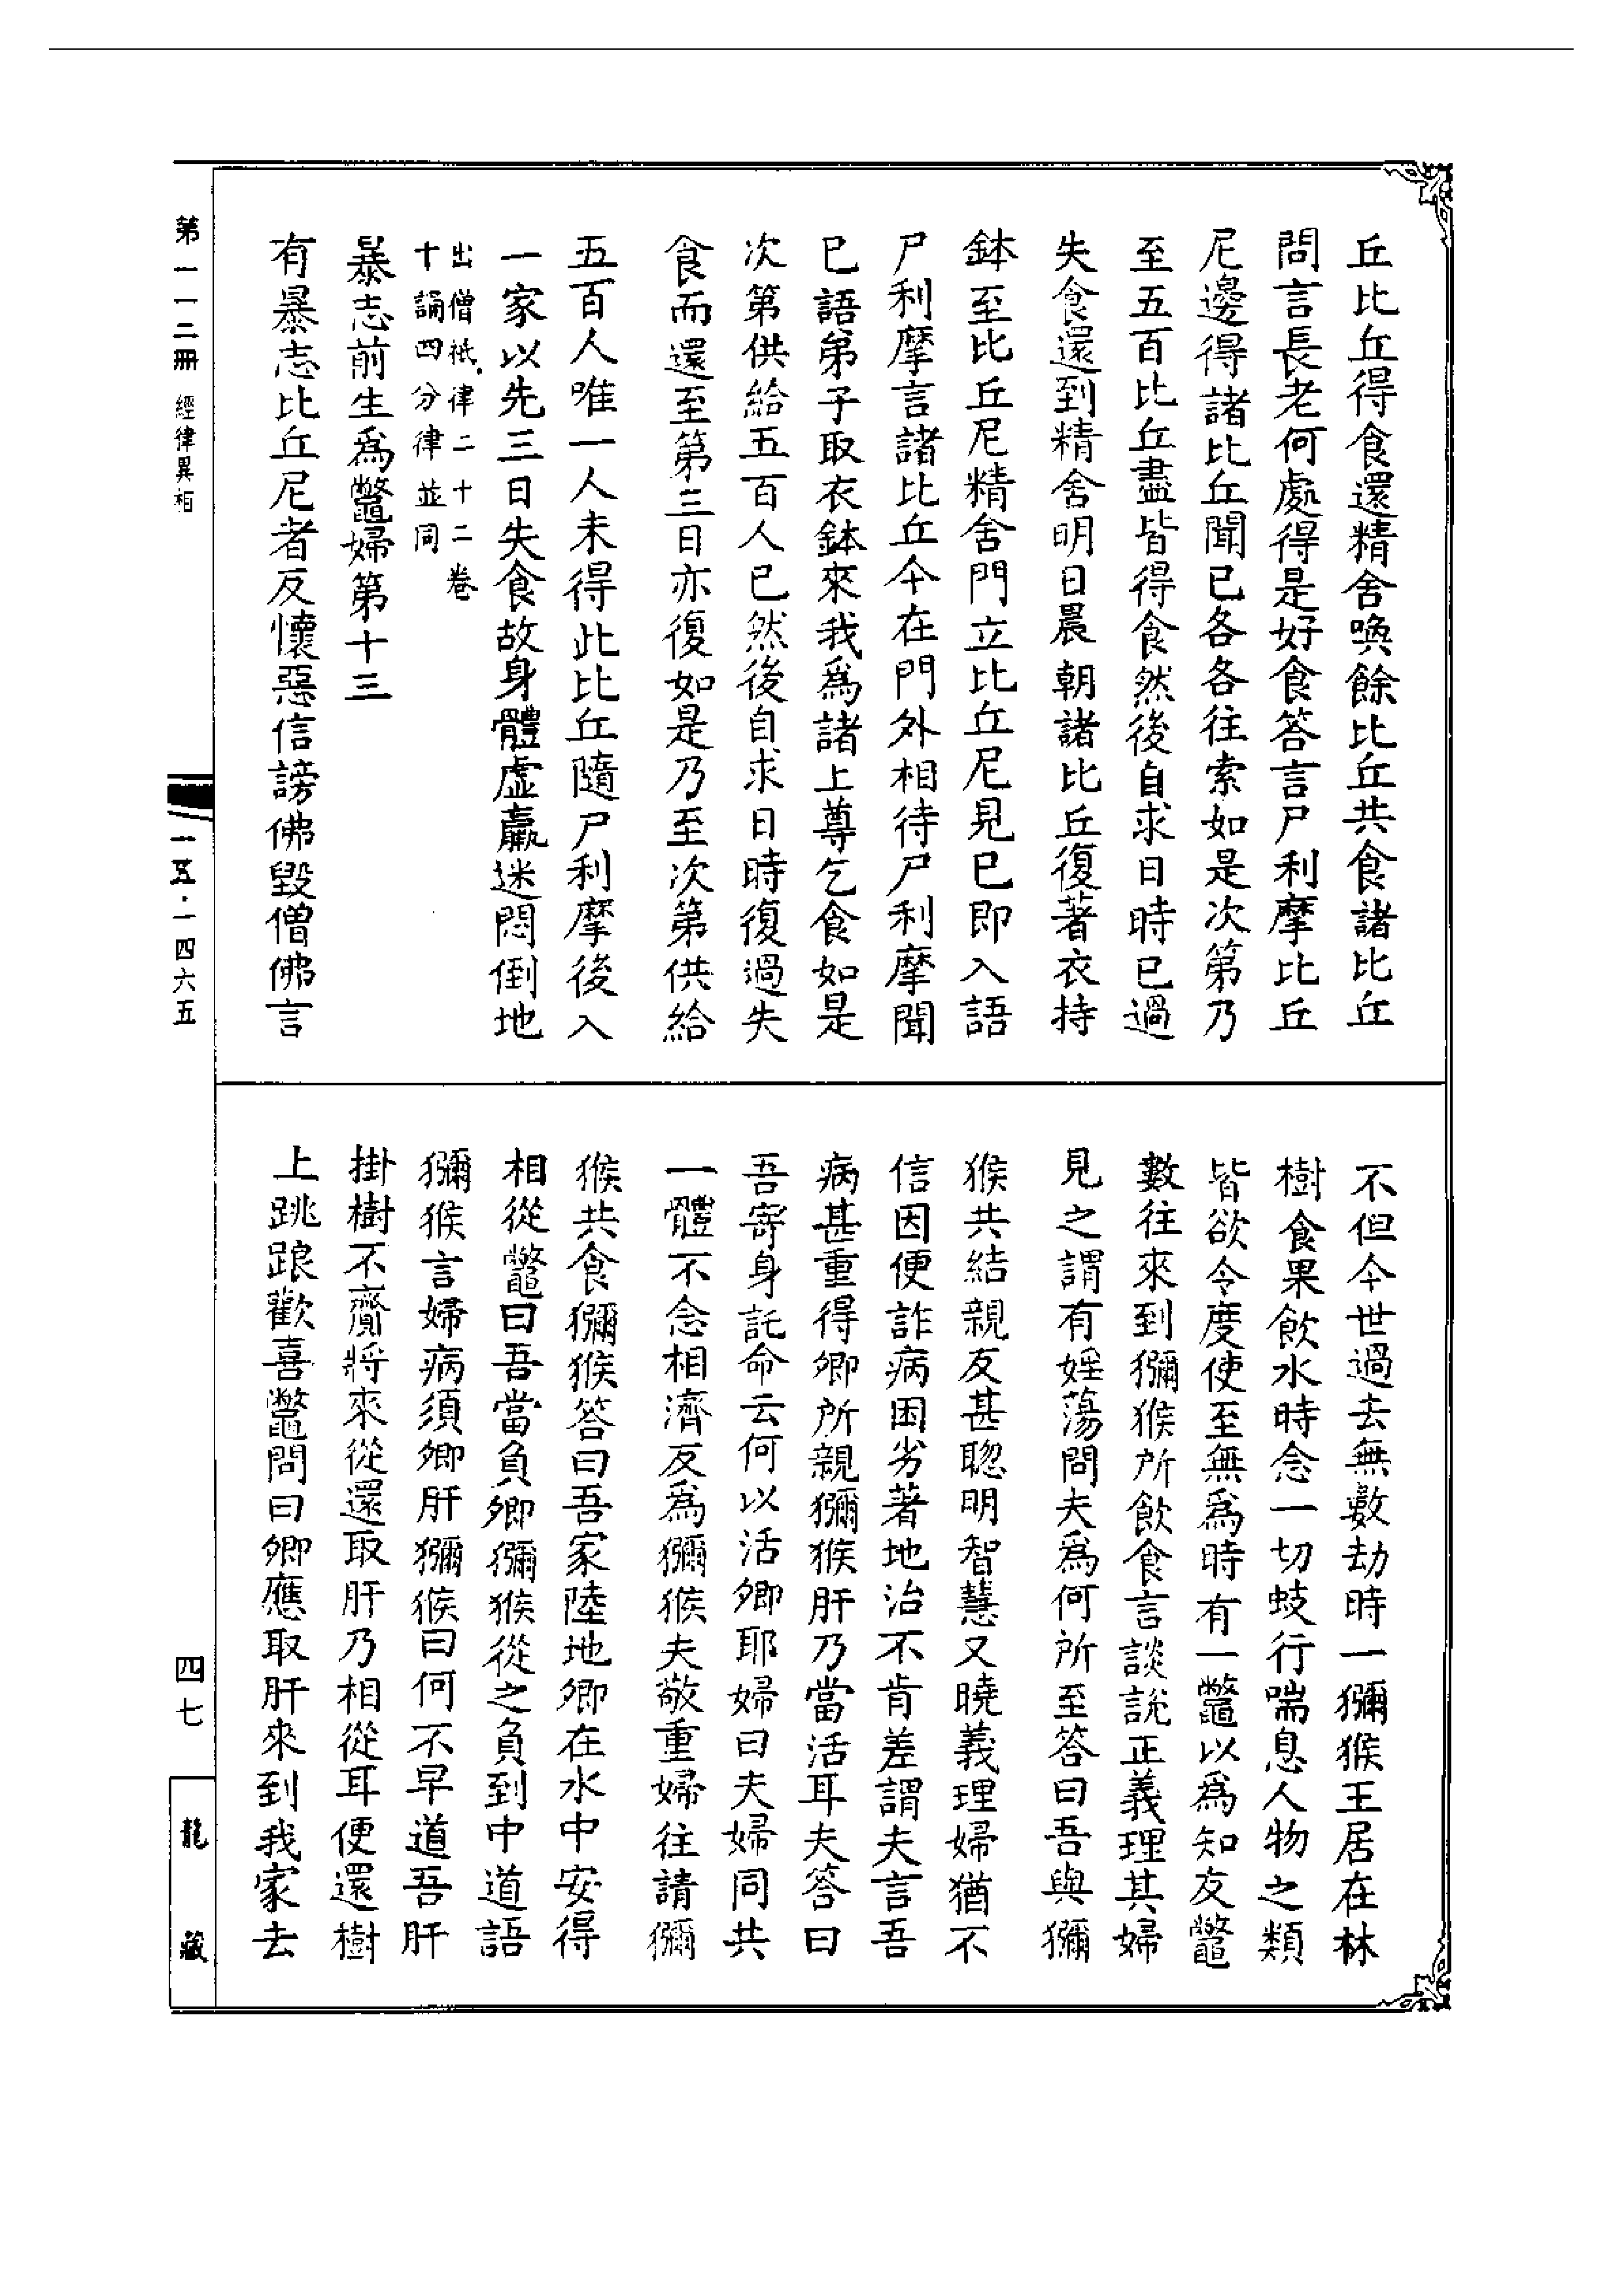 丘比丘得食還精舍喚餘比丘共食諸比丘
問言長老何處得是好食答言尸利摩比丘
尼邊得諸比丘聞已各各往索如是次第乃
至五百比丘盡皆得食然後自求日時已過
失食還到精舍明日晨朝諸比丘復著衣持
鉢至比丘尼精舍門立比丘尼見已即入語
尸利摩言諸比丘今在門外相待尸利摩聞
已語弟子取衣鉢來我爲諸上尊乞食如是
次第供給五百人已然後自求日時復過失
食而還至第三日亦復如是乃至次第供給
五百人唯一人未得此比丘隨尸利摩後入
一家以先三日失食故身體虛羸迷悶倒地
出僧祇律二十二卷
十誦四分律並同
暴志前生爲鼈婦第十三
有暴志比丘尼者反懷惡信謗佛毀僧佛言
不但今世過去無數劫時一獼猴王居在林
樹食果飲水時念一切蚑行喘息人物之類
皆欲令度使至無爲時有一鼈以爲知友鼈
數往來到獼猴所飲食言談說正義理其婦
見之謂有婬蕩問夫爲何所至答曰吾與獼
猴共結親友甚聦明智慧又曉義理婦猶不
信因便詐病困劣著地治不肯差謂夫言吾
病甚重得卿所親獼猴肝乃當活耳夫答曰
吾寄身託命云何以活卿耶婦曰夫婦同共
一體不念相濟反爲獼猴夫敬重婦往請獼
猴共食獼猴答曰吾家陸地卿在水中安得
相從鼈曰吾當負卿獼猴從之負到中道語
獼猴言婦病須卿肝獼猴曰何不早道吾肝
掛樹不齎將來從還取肝乃相從耳便還樹
上跳踉歡喜鼈問曰卿應取肝來到我家去
第一一二冊 經律異相
一五·一四六五
四七
龍藏